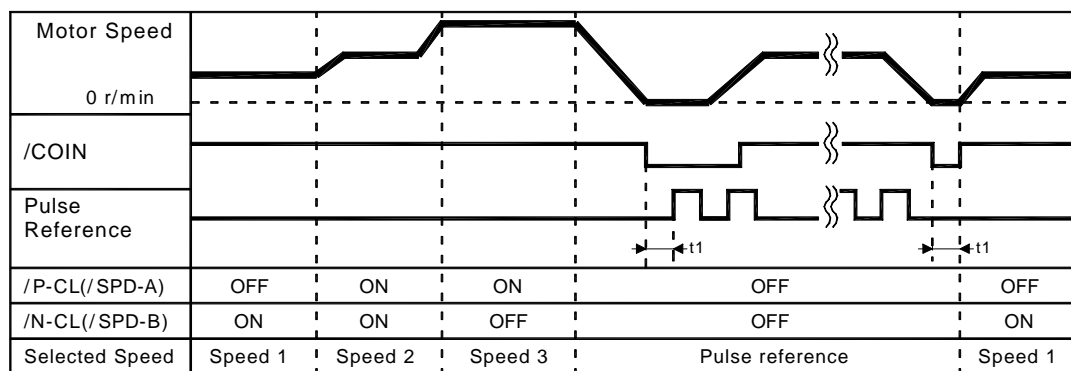 Motor Speed
0 r/min
/COIN
Pulse
Reference
t1 t1
/P-CL(/SPD-A) OFF ON ON OFF OFF
/N-CL(/SPD-B) ON ON OFF OFF ON
Selected Speed Speed 1 Speed 2 Speed 3 Pulse reference Speed 1